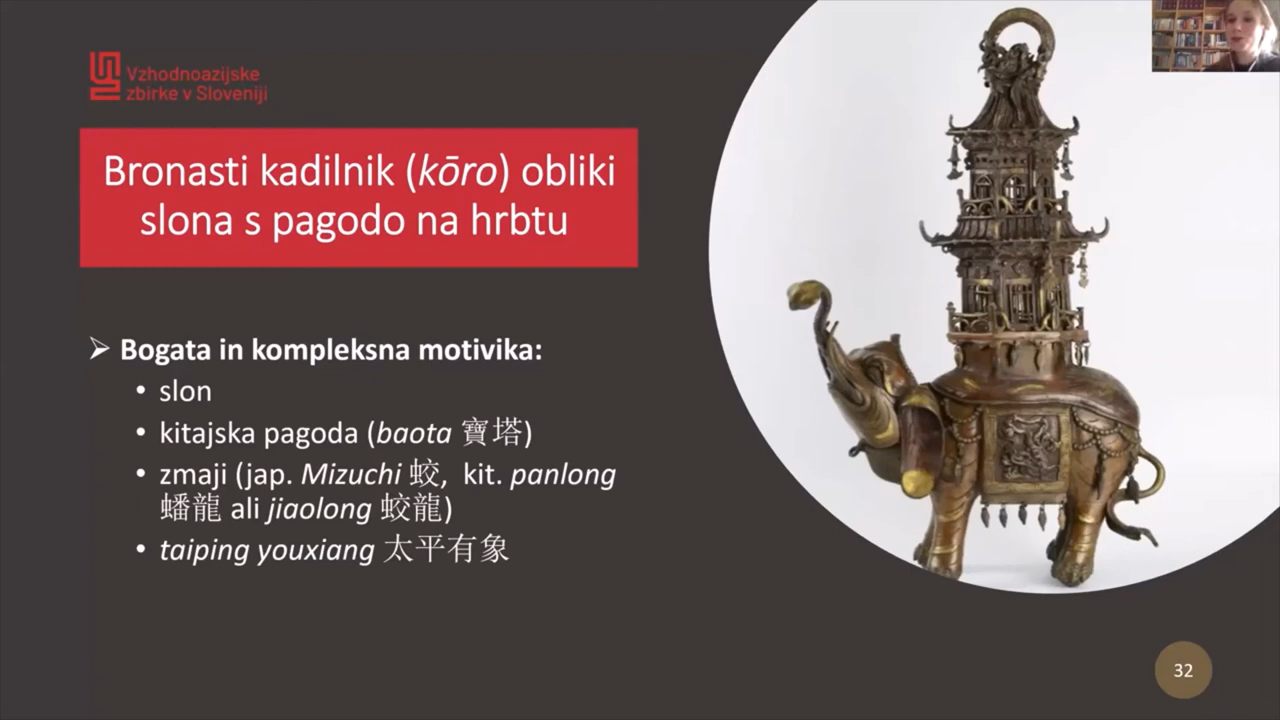 Vzhodnoazijske
zbirke v Sloveniji
Bronasti kadilnik (kōro) obliki
slona s pagodo na hrbtu
➢ Bogata in kompleksna motivika:
• slon
• kitajska pagoda (baota 寶塔)
• zmaji (jap. Mizuchi 蛟, kit. panlong
蟠龍 ali jiaolong 蛟龍)
• taiping youxiang 太平有象
32